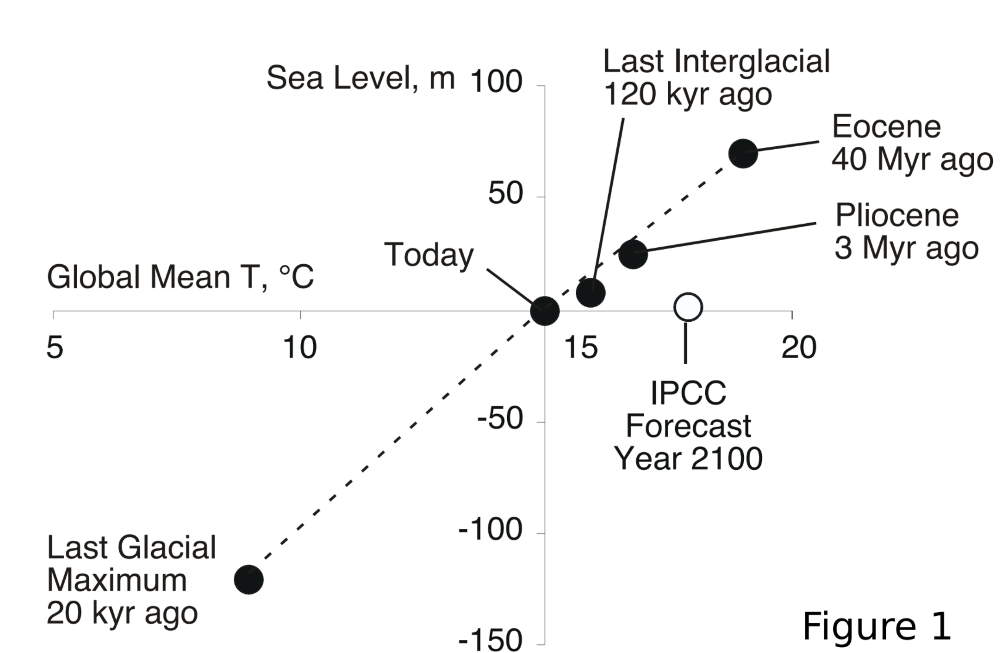 Sea Level, m
100
50
-50
-100
-150
Global Mean T, °C
5
10
15
20
Last Interglacial
120 kyr ago
Eocene
40 Myr ago
Pliocene
3 Myr ago
Today
IPCC
Forecast
Year 2100
Last Glacial
Maximum
20 kyr ago
Figure 1